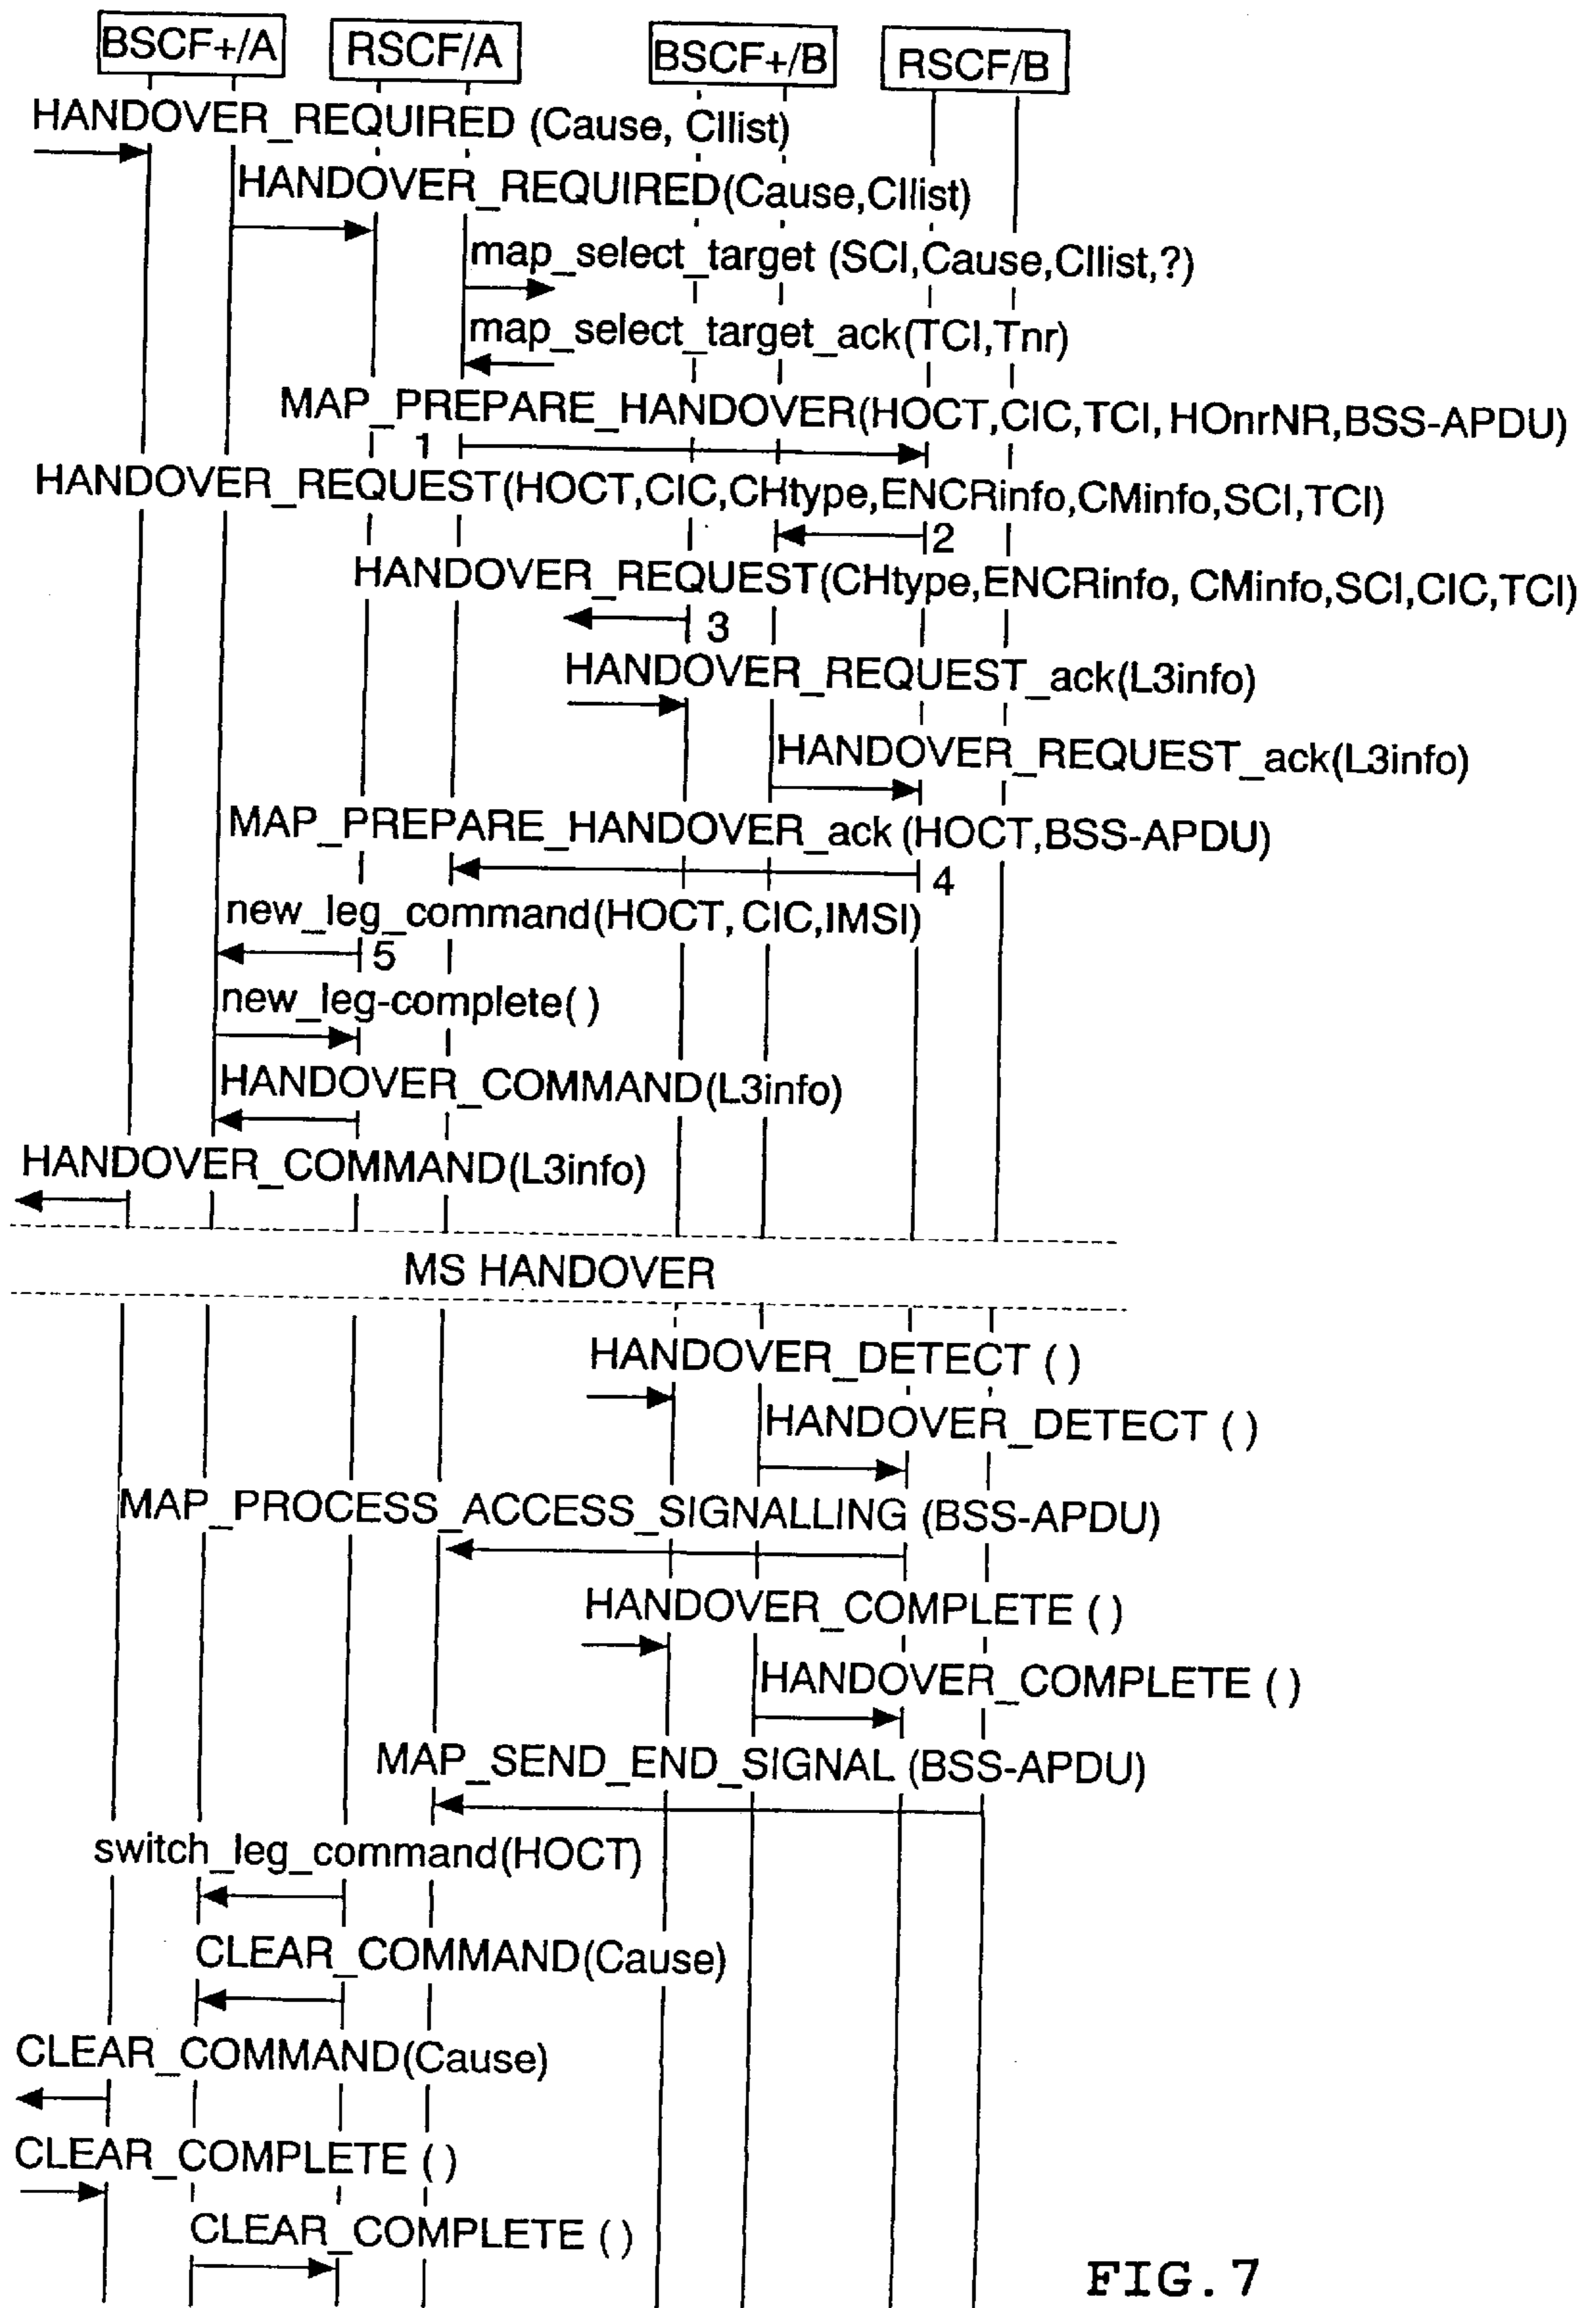 BSCF+/A RSCF/A BSCF+/B RSCF/B
HANDOVER_REQUIRED (Cause, CIlist)
HANDOVER_REQUIRED(Cause,CIlist)
map_select_target (SCI,Cause,CIlist,?)
map_select_target_ack(TCI,Tnr)
MAP_PREPARE_HANDOVER(HOCT,CIC,TCI,HOnrNR,BSS-APDU)
1
HANDOVER_REQUEST(HOCT,CIC,CHtype,ENCRinfo,CMinfo,SCI,TCI)
2
HANDOVER_REQUEST(CHtype,ENCRinfo, CMinfo,SCI,CIC,TCI)
3
HANDOVER_REQUEST_ack(L3info)
HANDOVER_REQUEST_ack(L3info)
MAP_PREPARE_HANDOVER_ack (HOCT,BSS-APDU)
4
new_leg_command(HOCT,CIC,IMSI)
5
new_leg-complete( )
HANDOVER_COMMAND(L3info)
HANDOVER_COMMAND(L3info)
MS HANDOVER
HANDOVER_DETECT ( )
HANDOVER_DETECT ( )
MAP_PROCESS_ACCESS_SIGNALLING (BSS-APDU)
HANDOVER_COMPLETE ( )
HANDOVER_COMPLETE ( )
MAP_SEND_END_SIGNAL (BSS-APDU)
switch_leg_command(HOCT)
CLEAR_COMMAND(Cause)
CLEAR_COMMAND(Cause)
CLEAR_COMPLETE ( )
CLEAR_COMPLETE ( )
FIG. 7